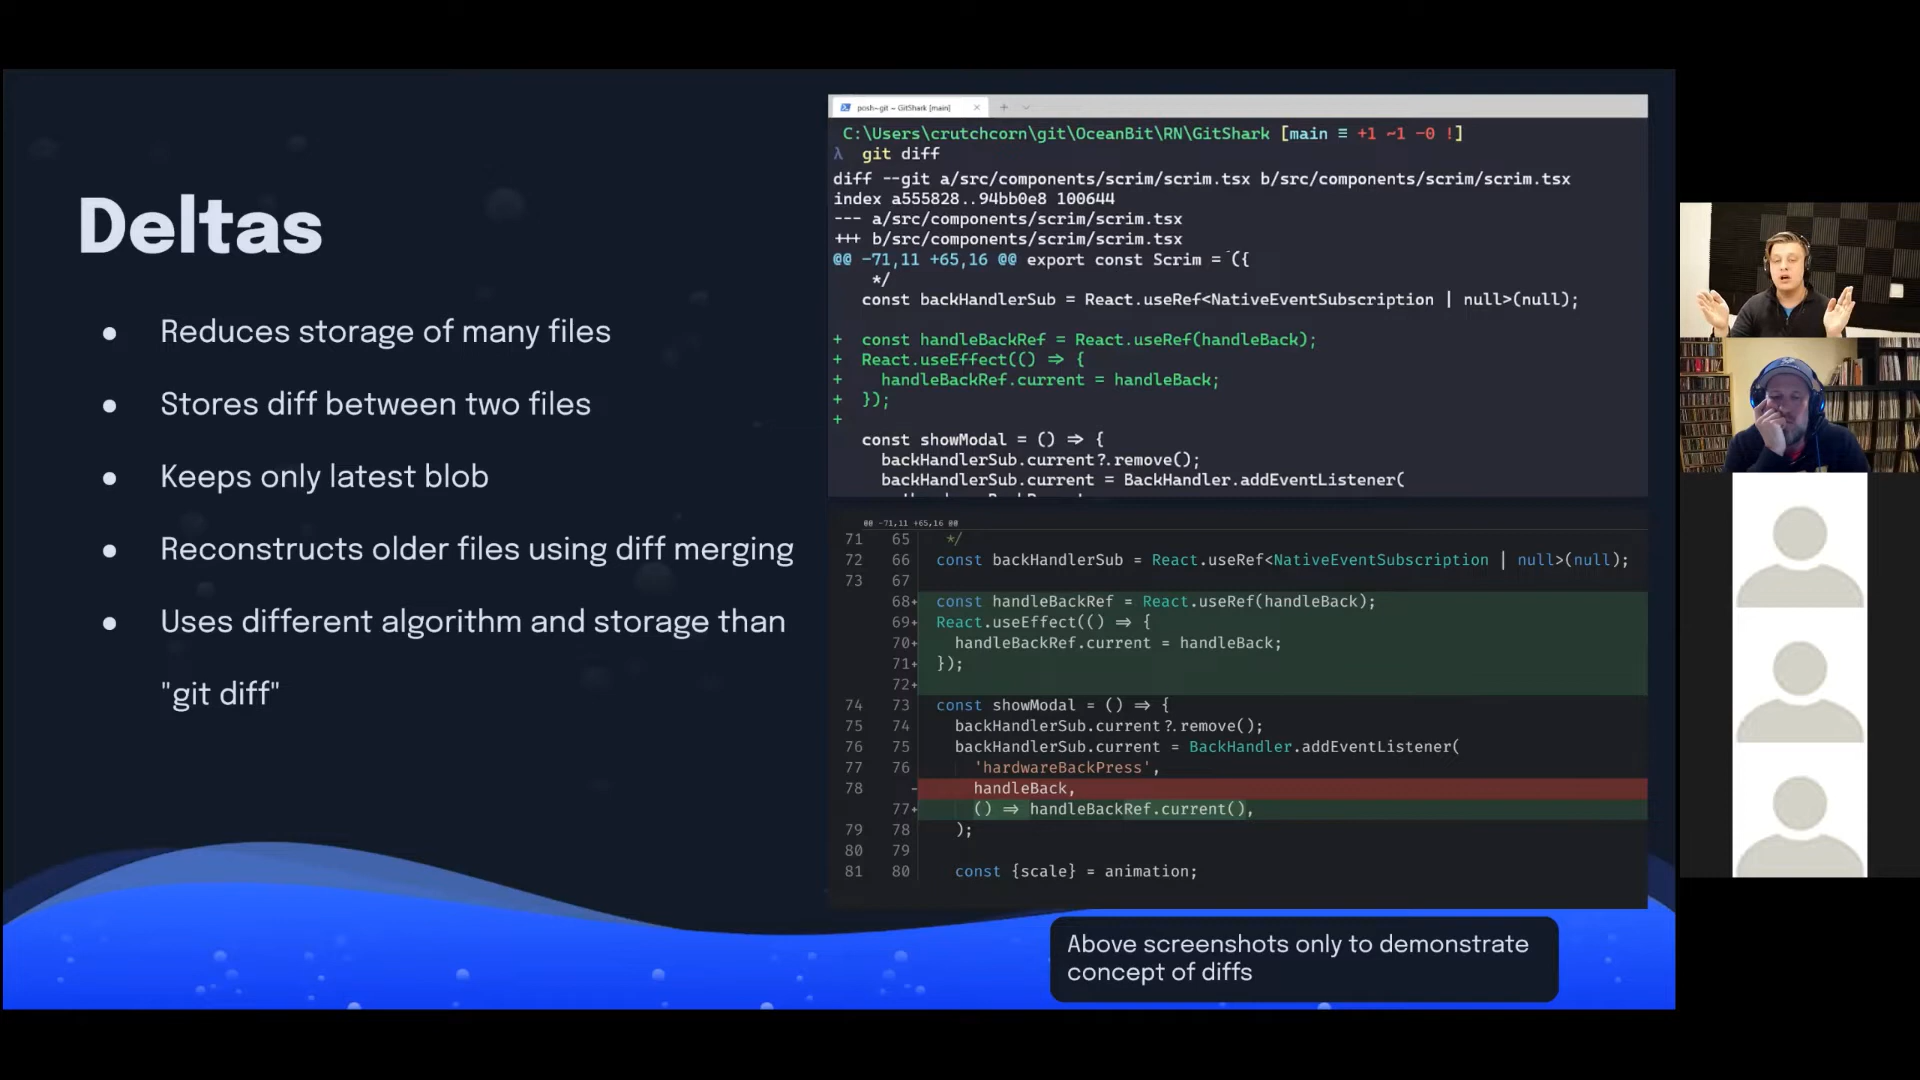 Deltas
● Reduces storage of many files
● Stores diff between two files
● Keeps only latest blob
● Reconstructs older files using diff merging
● Uses different algorithm and storage than
"git diff"
posh~git ~ GitShark [main]
C:\Users\crutchcorn\git\OceanBit\RN\GitShark [main ≡ +1 ~1 -0 !]
λ git diff
diff --git a/src/components/scrim/scrim.tsx b/src/components/scrim/scrim.tsx
index a555828..94bb0e8 100644
--- a/src/components/scrim/scrim.tsx
+++ b/src/components/scrim/scrim.tsx
@@ -71,11 +65,16 @@ export const Scrim = ({
*/
const backHandlerSub = React.useRef<NativeEventSubscription | null>(null);
+ const handleBackRef = React.useRef(handleBack);
+ React.useEffect(() => {
+ handleBackRef.current = handleBack;
+ });
+
const showModal = () => {
backHandlerSub.current?.remove();
backHandlerSub.current = BackHandler.addEventListener(
@@ -71,11 +65,16 @@
71 65 */
72 66 const backHandlerSub = React.useRef<NativeEventSubscription | null>(null);
73 67
68+ const handleBackRef = React.useRef(handleBack);
69+ React.useEffect(() => {
70+ handleBackRef.current = handleBack;
71+ });
72+
74 73 const showModal = () => {
75 74 backHandlerSub.current?.remove();
76 75 backHandlerSub.current = BackHandler.addEventListener(
77 76 'hardwareBackPress',
78 - handleBack,
77+ () => handleBackRef.current(),
79 78 );
80 79
81 80 const {scale} = animation;
Above screenshots only to demonstrate
concept of diffs